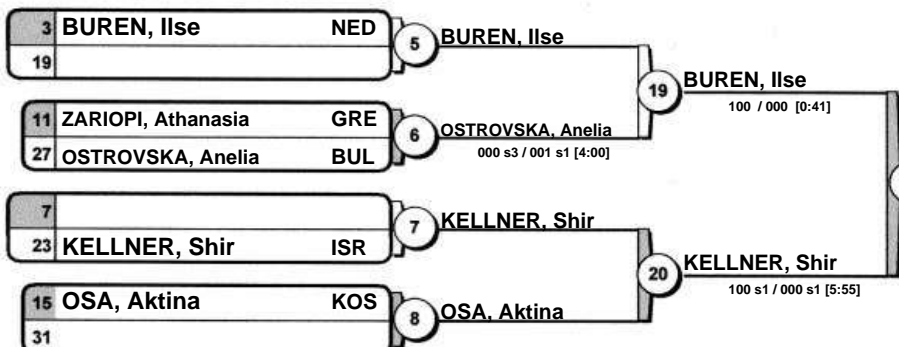 3 BUREN, Ilse NED
19
5
BUREN, Ilse
11 ZARIOPI, Athanasia GRE
27 OSTROVSKA, Anelia BUL
6
OSTROVSKA, Anelia
000 s3 / 001 s1 [4:00]
19
BUREN, Ilse
100 / 000 [0:41]
7
23 KELLNER, Shir ISR
7
KELLNER, Shir
15 OSA, Aktina KOS
31
8
OSA, Aktina
20
KELLNER, Shir
100 s1 / 000 s1 [5:55]